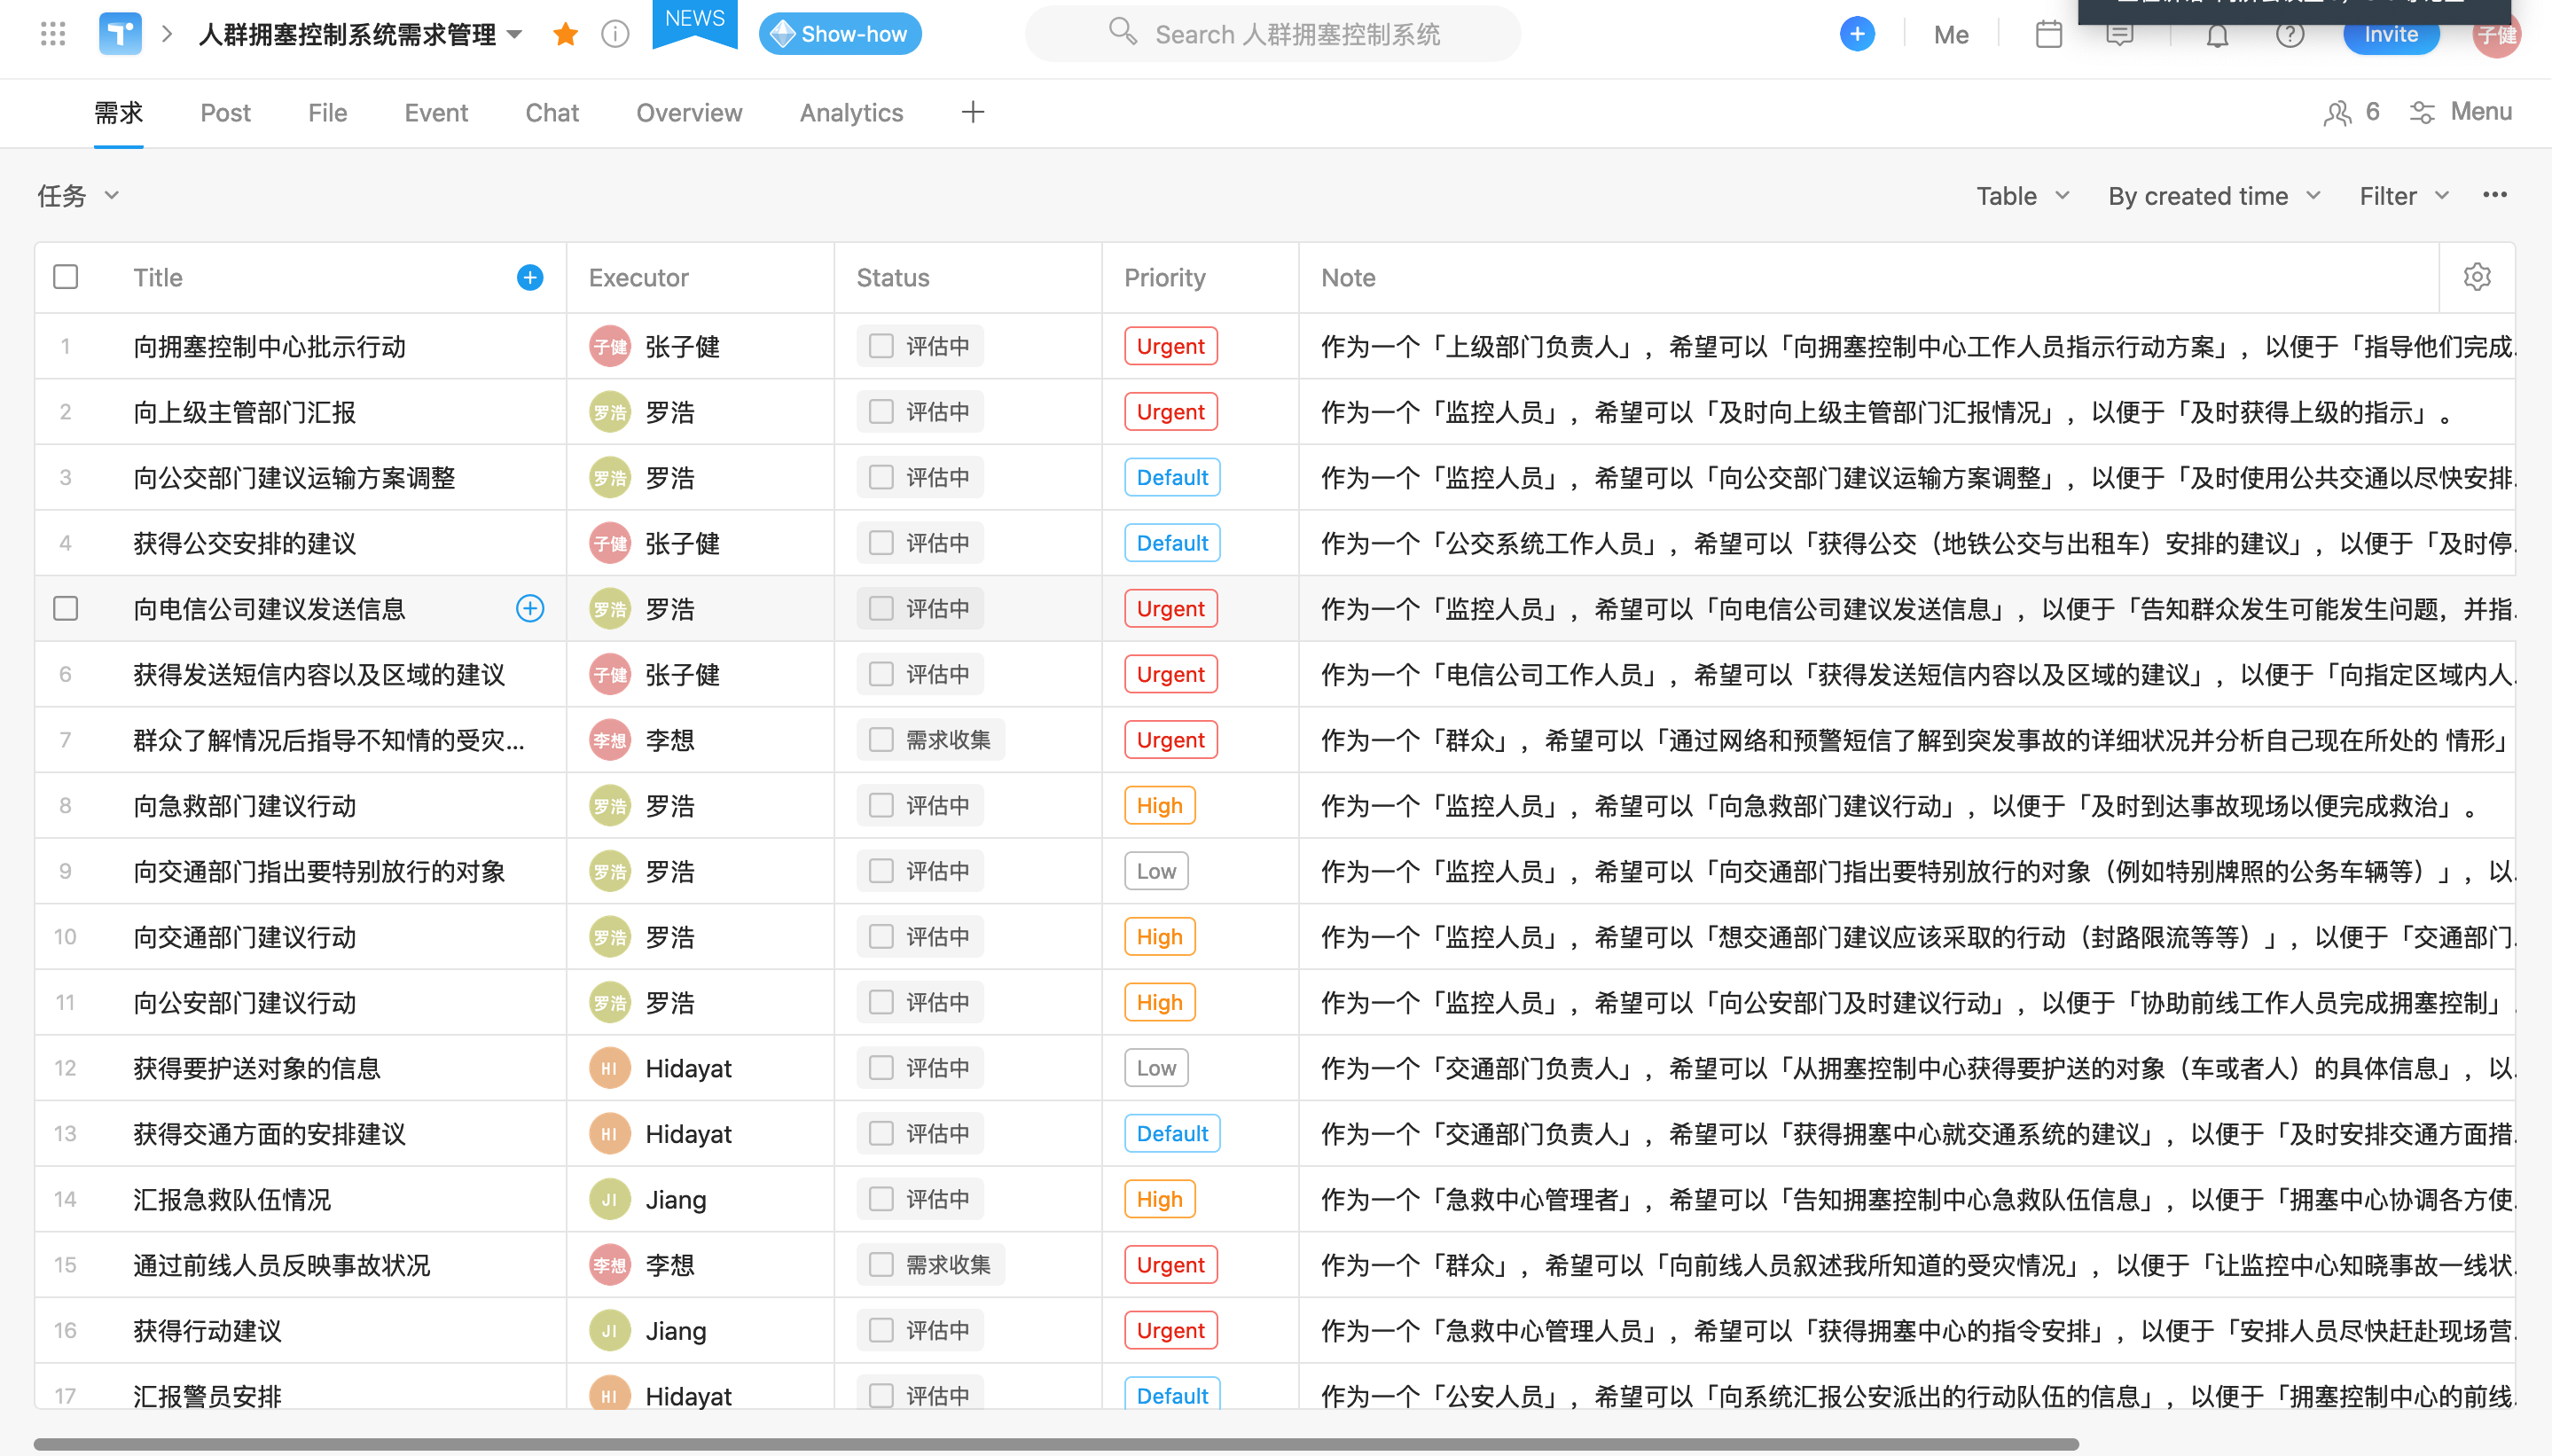 人群拥塞控制系统需求管理
NEWS
Show-how
Search 人群拥塞控制系统
Me
Invite
子健
需求 Post File Event Chat Overview Analytics
6 Menu
任务
Table By created time Filter
Title Executor Status Priority Note
1 向拥塞控制中心批示行动 子健 张子健 评估中 Urgent 作为一个「上级部门负责人」，希望可以「向拥塞控制中心工作人员指示行动方案」，以便于「指导他们完成.
2 向上级主管部门汇报 罗浩 罗浩 评估中 Urgent 作为一个「监控人员」，希望可以「及时向上级主管部门汇报情况」，以便于「及时获得上级的指示」。
3 向公交部门建议运输方案调整 罗浩 罗浩 评估中 Default 作为一个「监控人员」，希望可以「向公交部门建议运输方案调整」，以便于「及时使用公共交通以尽快安排.
4 获得公交安排的建议 子健 张子健 评估中 Default 作为一个「公交系统工作人员」，希望可以「获得公交（地铁公交与出租车）安排的建议」，以便于「及时停.
向电信公司建议发送信息 罗浩 罗浩 评估中 Urgent 作为一个「监控人员」，希望可以「向电信公司建议发送信息」，以便于「告知群众发生可能发生问题，并指.
6 获得发送短信内容以及区域的建议 子健 张子健 评估中 Urgent 作为一个「电信公司工作人员」，希望可以「获得发送短信内容以及区域的建议」，以便于「向指定区域内人.
7 群众了解情况后指导不知情的受灾... 李想 李想 需求收集 Urgent 作为一个「群众」，希望可以「通过网络和预警短信了解到突发事故的详细状况并分析自己现在所处的 情形」
8 向急救部门建议行动 罗浩 罗浩 评估中 High 作为一个「监控人员」，希望可以「向急救部门建议行动」，以便于「及时到达事故现场以便完成救治」。
9 向交通部门指出要特别放行的对象 罗浩 罗浩 评估中 Low 作为一个「监控人员」，希望可以「向交通部门指出要特别放行的对象（例如特别牌照的公务车辆等）」，以.
10 向交通部门建议行动 罗浩 罗浩 评估中 High 作为一个「监控人员」，希望可以「想交通部门建议应该采取的行动（封路限流等等）」，以便于「交通部门.
11 向公安部门建议行动 罗浩 罗浩 评估中 High 作为一个「监控人员」，希望可以「向公安部门及时建议行动」，以便于「协助前线工作人员完成拥塞控制」.
12 获得要护送对象的信息 HI Hidayat 评估中 Low 作为一个「交通部门负责人」，希望可以「从拥塞控制中心获得要护送的对象（车或者人）的具体信息」，以.
13 获得交通方面的安排建议 HI Hidayat 评估中 Default 作为一个「交通部门负责人」，希望可以「获得拥塞中心就交通系统的建议」，以便于「及时安排交通方面措.
14 汇报急救队伍情况 JI Jiang 评估中 High 作为一个「急救中心管理者」，希望可以「告知拥塞控制中心急救队伍信息」，以便于「拥塞中心协调各方使.
15 通过前线人员反映事故状况 李想 李想 需求收集 Urgent 作为一个「群众」，希望可以「向前线人员叙述我所知道的受灾情况」，以便于「让监控中心知晓事故一线状.
16 获得行动建议 JI Jiang 评估中 Urgent 作为一个「急救中心管理人员」，希望可以「获得拥塞中心的指令安排」，以便于「安排人员尽快赶赴现场营.
17 汇报警员安排 HI Hidayat 评估中 Default 作为一个「公安人员」，希望可以「向系统汇报公安派出的行动队伍的信息」，以便于「拥塞控制中心的前线.